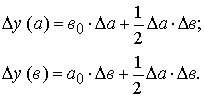 Δy (a) = в₀ · Δa + 1/2 Δa · Δв;
Δy (в) = a₀ · Δв + 1/2 Δa · Δв.